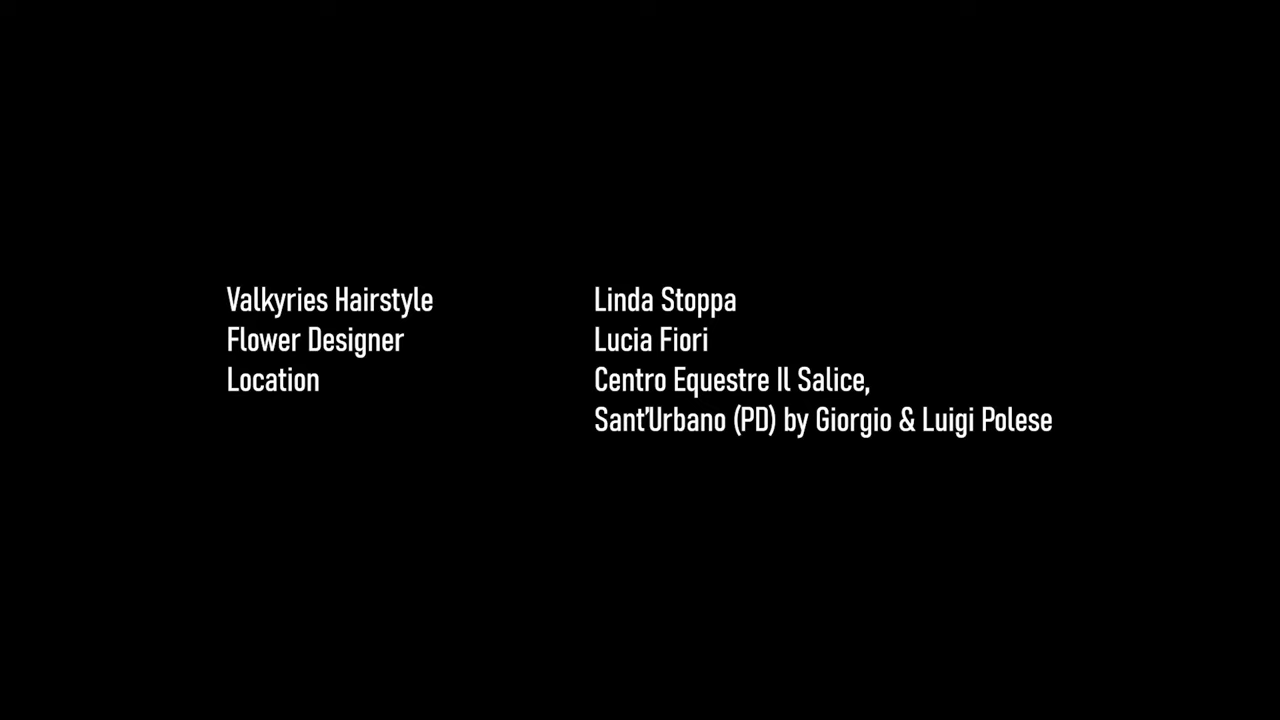 Valkyries Hairstyle Linda Stoppa
Flower Designer Lucia Fiori
Location Centro Equestre Il Salice,
Sant'Urbano (PD) by Giorgio & Luigi Polese